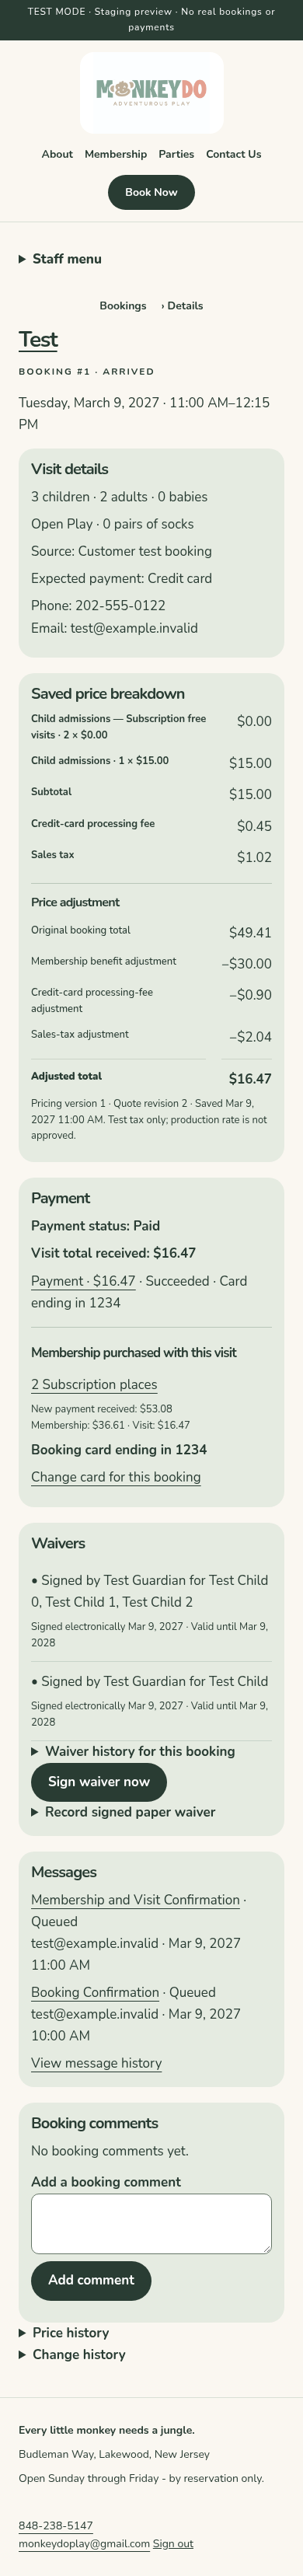 TEST MODE · Staging preview · No real bookings or
payments
MONKEYDO
ADVENTUROUS PLAY
About Membership Parties Contact Us
Book Now
▶ Staff menu
Bookings › Details
Test
BOOKING #1 · ARRIVED
Tuesday, March 9, 2027 · 11:00 AM–12:15
PM
Visit details
3 children · 2 adults · 0 babies
Open Play · 0 pairs of socks
Source: Customer test booking
Expected payment: Credit card
Phone: 202-555-0122
Email: test@example.invalid
Saved price breakdown
Child admissions — Subscription free
visits · 2 × $0.00 $0.00
Child admissions · 1 × $15.00 $15.00
Subtotal $15.00
Credit-card processing fee $0.45
Sales tax $1.02
Price adjustment
Original booking total $49.41
Membership benefit adjustment –$30.00
Credit-card processing-fee
adjustment –$0.90
Sales-tax adjustment –$2.04
Adjusted total $16.47
Pricing version 1 · Quote revision 2 · Saved Mar 9,
2027 11:00 AM. Test tax only; production rate is not
approved.
Payment
Payment status: Paid
Visit total received: $16.47
Payment · $16.47 · Succeeded · Card
ending in 1234
Membership purchased with this visit
2 Subscription places
New payment received: $53.08
Membership: $36.61 · Visit: $16.47
Booking card ending in 1234
Change card for this booking
Waivers
• Signed by Test Guardian for Test Child
0, Test Child 1, Test Child 2
Signed electronically Mar 9, 2027 · Valid until Mar 9,
2028
• Signed by Test Guardian for Test Child
Signed electronically Mar 9, 2027 · Valid until Mar 9,
2028
▶ Waiver history for this booking
Sign waiver now
▶ Record signed paper waiver
Messages
Membership and Visit Confirmation ·
Queued
test@example.invalid · Mar 9, 2027
11:00 AM
Booking Confirmation · Queued
test@example.invalid · Mar 9, 2027
10:00 AM
View message history
Booking comments
No booking comments yet.
Add a booking comment
Add comment
▶ Price history
▶ Change history
Every little monkey needs a jungle.
Budleman Way, Lakewood, New Jersey
Open Sunday through Friday - by reservation only.
848-238-5147
monkeydoplay@gmail.com Sign out